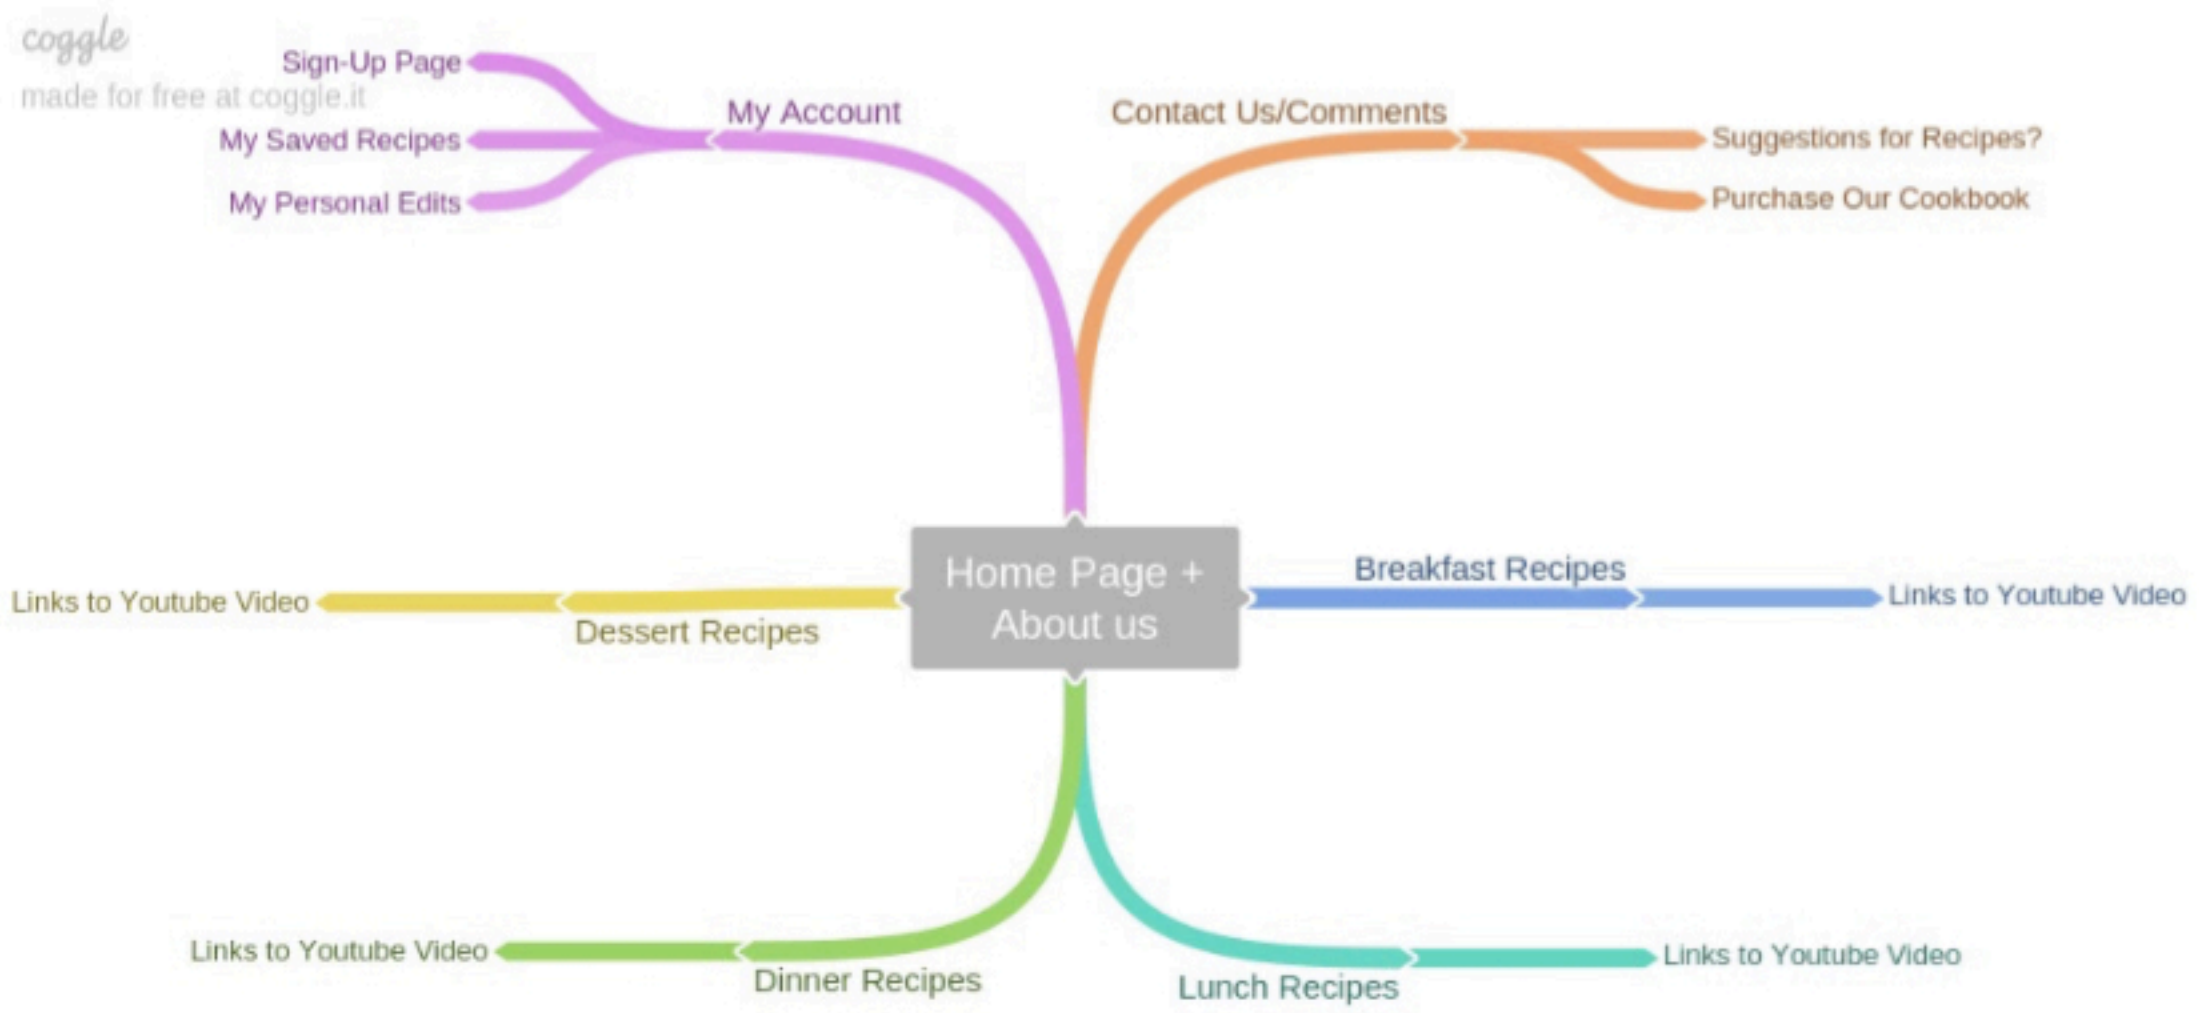 coggle
made for free at coggle.it
Sign-Up Page
My Saved Recipes
My Personal Edits
My Account
Contact Us/Comments
Suggestions for Recipes?
Purchase Our Cookbook
Home Page +
About us
Links to Youtube Video
Dessert Recipes
Breakfast Recipes
Links to Youtube Video
Links to Youtube Video
Dinner Recipes
Lunch Recipes
Links to Youtube Video